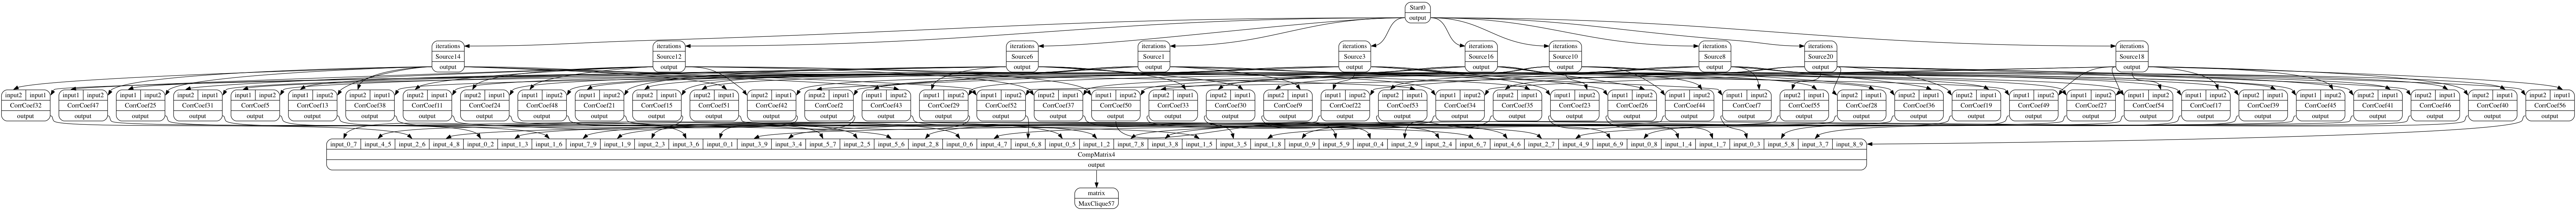 Start0
output
iterations iterations iterations iterations iterations iterations iterations iterations iterations iterations
Source14 Source12 Source6 Source1 Source3 Source16 Source10 Source8 Source20 Source18
output output output output output output output output output output
input2 input1 input1 input2 input1 input2 input2 input1 input1 input2 input1 input2 input2 input1 input2 input1 input2 input1 input1 input2 input1 input2 input2 input1 input2 input1 input2 input1 input2 input1 input1 input2 input1 input2 input1 input2 input2 input1 input1 input2 input2 input1 input2 input1 input2 input1 input1 input2 input2 input1 input1 input2 input2 input1 input1 input2 input1 input2 input1 input2 input1 input2 input2 input1 input2 input1 input2 input1 input2 input1 input1 input2 input2 input1 input1 input2 input1 input2 input2 input1 input1 input2 input2 input1 input1 input2 input2 input1 input2 input1
CorrCoef32 CorrCoef47 CorrCoef25 CorrCoef31 CorrCoef5 CorrCoef13 CorrCoef38 CorrCoef11 CorrCoef24 CorrCoef48 CorrCoef21 CorrCoef15 CorrCoef51 CorrCoef42 CorrCoef2 CorrCoef43 CorrCoef29 CorrCoef52 CorrCoef37 CorrCoef50 CorrCoef33 CorrCoef30 CorrCoef9 CorrCoef22 CorrCoef53 CorrCoef34 CorrCoef35 CorrCoef23 CorrCoef26 CorrCoef44 CorrCoef7 CorrCoef55 CorrCoef28 CorrCoef36 CorrCoef19 CorrCoef49 CorrCoef27 CorrCoef54 CorrCoef17 CorrCoef39 CorrCoef45 CorrCoef41 CorrCoef46 CorrCoef40 CorrCoef56
output output output output output output output output output output output output output output output output output output output output output output output output output output output output output output output output output output output output output output output output output output output output output
input_0_7 input_4_5 input_2_6 input_4_8 input_0_2 input_1_3 input_1_6 input_7_9 input_1_9 input_2_3 input_3_6 input_0_1 input_3_9 input_3_4 input_5_7 input_2_5 input_5_6 input_2_8 input_0_6 input_4_7 input_6_8 input_0_5 input_1_2 input_7_8 input_3_8 input_1_5 input_3_5 input_1_8 input_0_9 input_5_9 input_0_4 input_2_9 input_2_4 input_6_7 input_4_6 input_2_7 input_4_9 input_6_9 input_0_8 input_1_4 input_1_7 input_0_3 input_5_8 input_3_7 input_8_9
CompMatrix4
output
matrix
MaxClique57